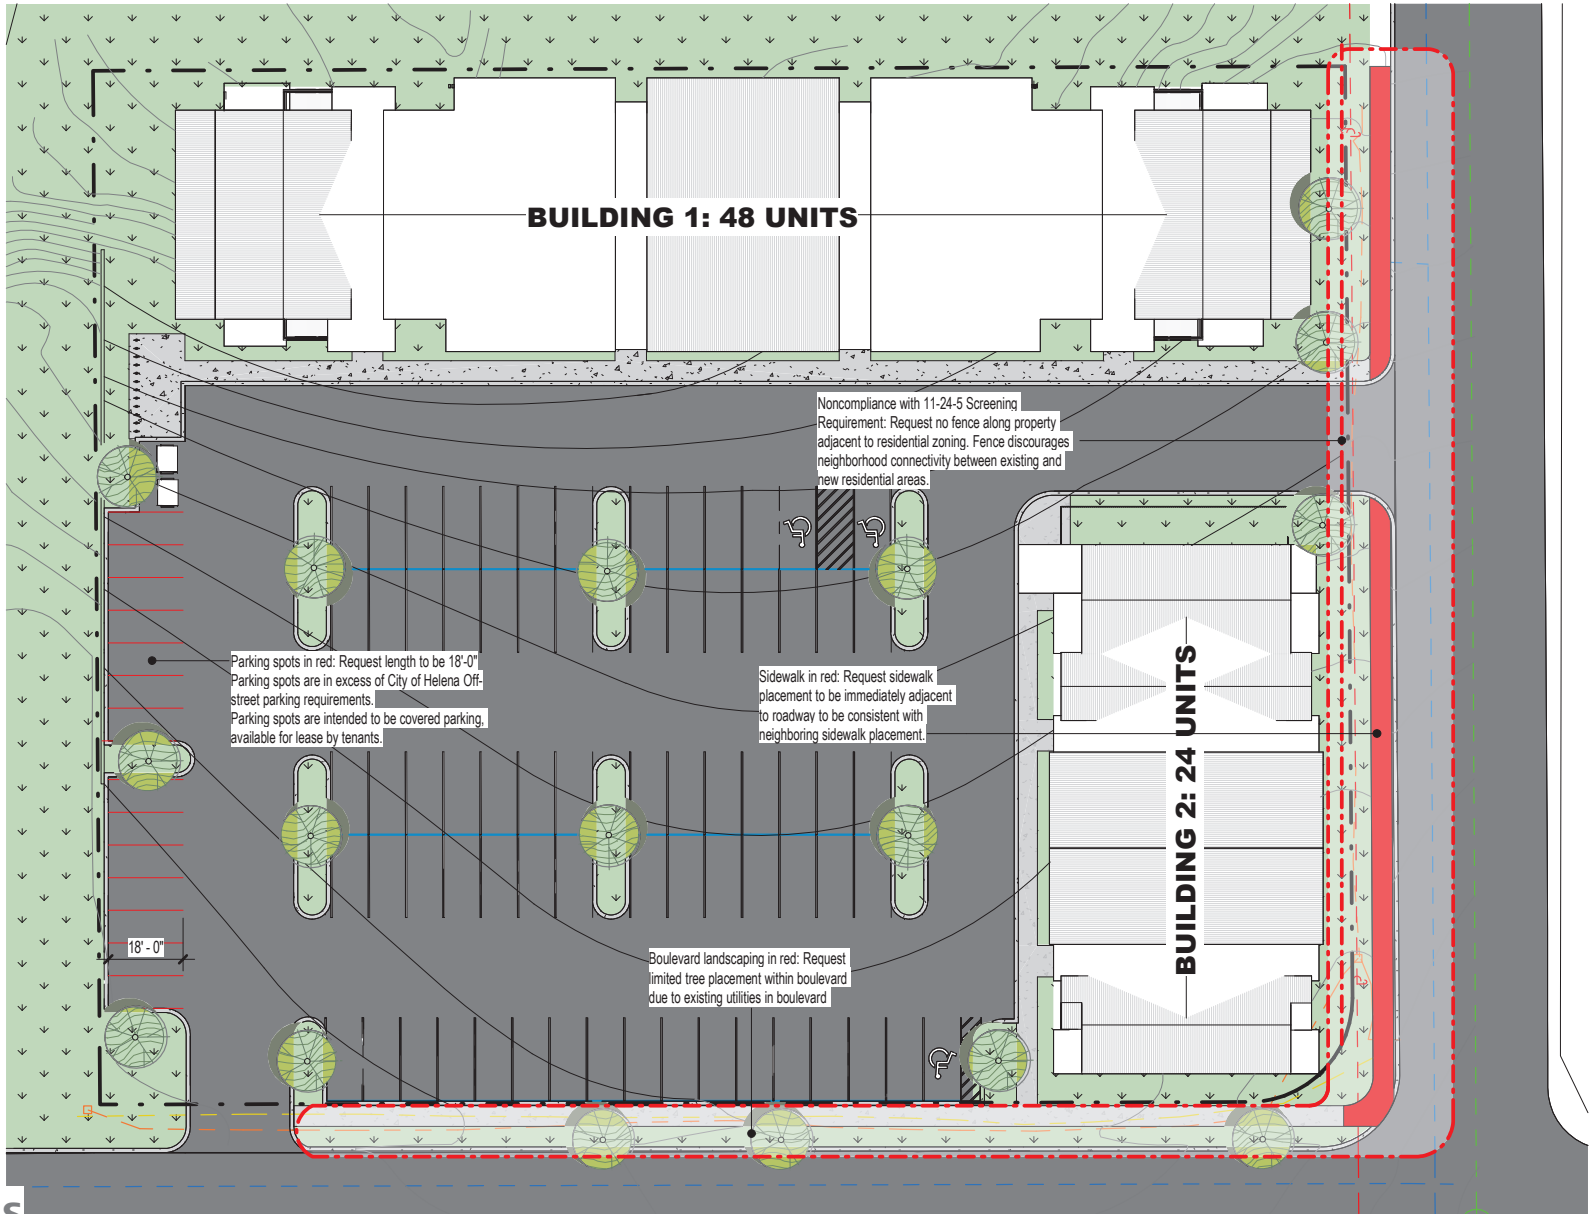 BUILDING 1: 48 UNITS
Noncompliance with 11-24-5 Screening
Requirement: Request no fence along property
adjacent to residential zoning. Fence discourages
neighborhood connectivity between existing and
new residential areas.
Parking spots in red: Request length to be 18'-0"
Parking spots are in excess of City of Helena Off-
street parking requirements.
Parking spots are intended to be covered parking,
available for lease by tenants.
Sidewalk in red: Request sidewalk
placement to be immediately adjacent
to roadway to be consistent with
neighboring sidewalk placement.
BUILDING 2: 24 UNITS
18' - 0"
Boulevard landscaping in red: Request
limited tree placement within boulevard
due to existing utilities in boulevard
S